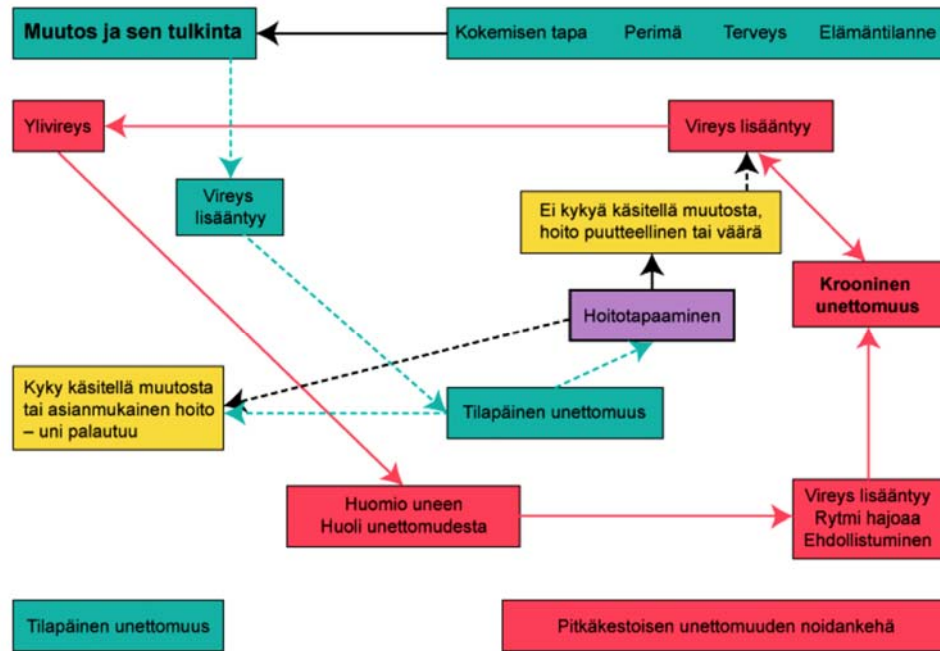 Muutos ja sen tulkinta
Kokemisen tapa Perimä Terveys Elämäntilanne
Ylivireys
Vireys lisääntyy
Vireys
lisääntyy
Ei kykyä käsitellä muutosta,
hoito puutteellinen tai väärä
Krooninen
unettomuus
Hoitotapaaminen
Kyky käsitellä muutosta
tai asianmukainen hoito
– uni palautuu
Tilapäinen unettomuus
Huomio uneen
Huoli unettomudesta
Vireys lisääntyy
Rytmi hajoaa
Ehdollistuminen
Tilapäinen unettomuus
Pitkäkestoisen unettomuuden noidankehä